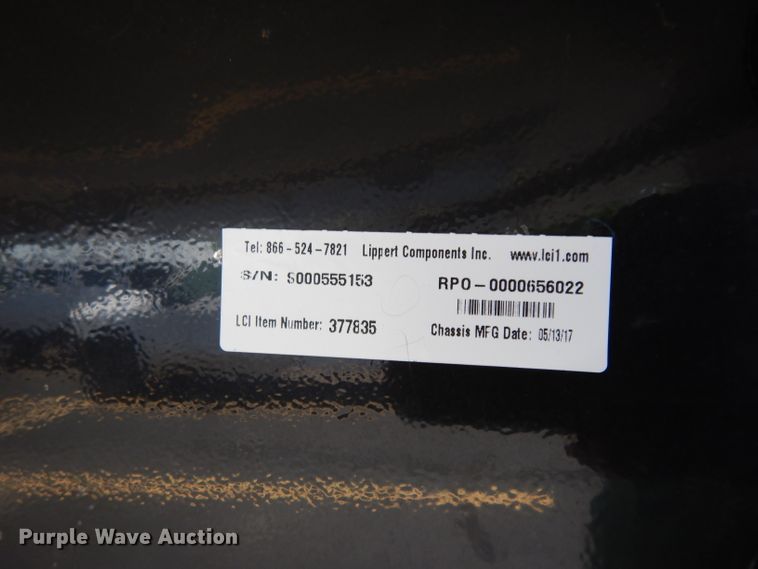 Tel: 866-524-7821 Lippert Components Inc. www.lci1.com
S/N: S000555153 RPO-0000656022
LCI Item Number: 377835 Chassis MFG Date: 05/13/17
Purple Wave Auction